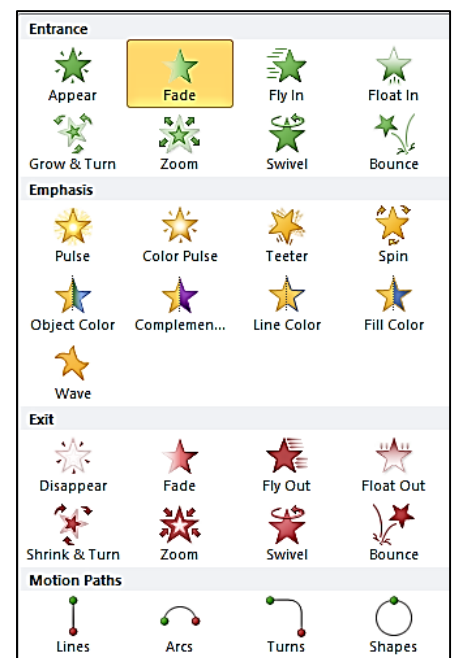 Entrance
Appear Fade Fly In Float In
Grow & Turn Zoom Swivel Bounce
Emphasis
Pulse Color Pulse Teeter Spin
Object Color Complemen... Line Color Fill Color
Wave
Exit
Disappear Fade Fly Out Float Out
Shrink & Turn Zoom Swivel Bounce
Motion Paths
Lines Arcs Turns Shapes